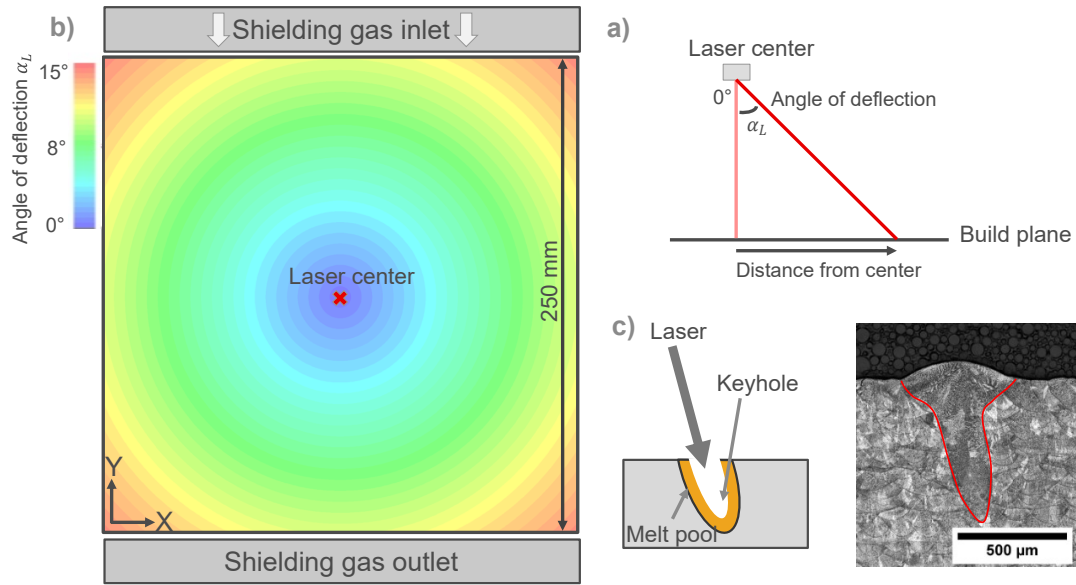 b)
Shielding gas inlet
Angle of deflection α_L
15°
8°
0°
Laser center
250 mm
Y
X
Shielding gas outlet
a)
Laser center
0°
Angle of deflection
α_L
Build plane
Distance from center
c)
Laser
Keyhole
Melt pool
500 µm